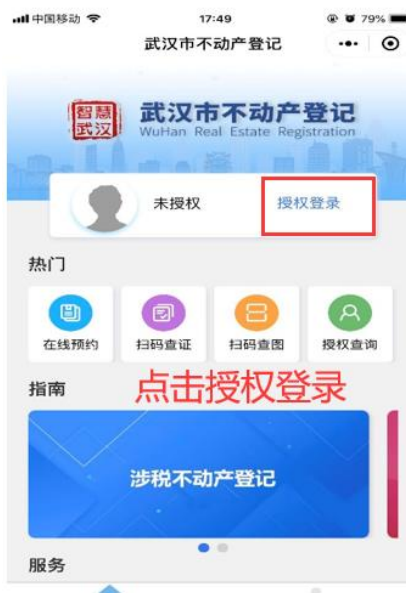 中国移动 17:49 79%
武汉市不动产登记
智慧武汉
武汉市不动产登记
WuHan Real Estate Registration
未授权 授权登录
热门
在线预约 扫码查证 扫码查图 授权查询
点击授权登录
指南
涉税不动产登记
服务